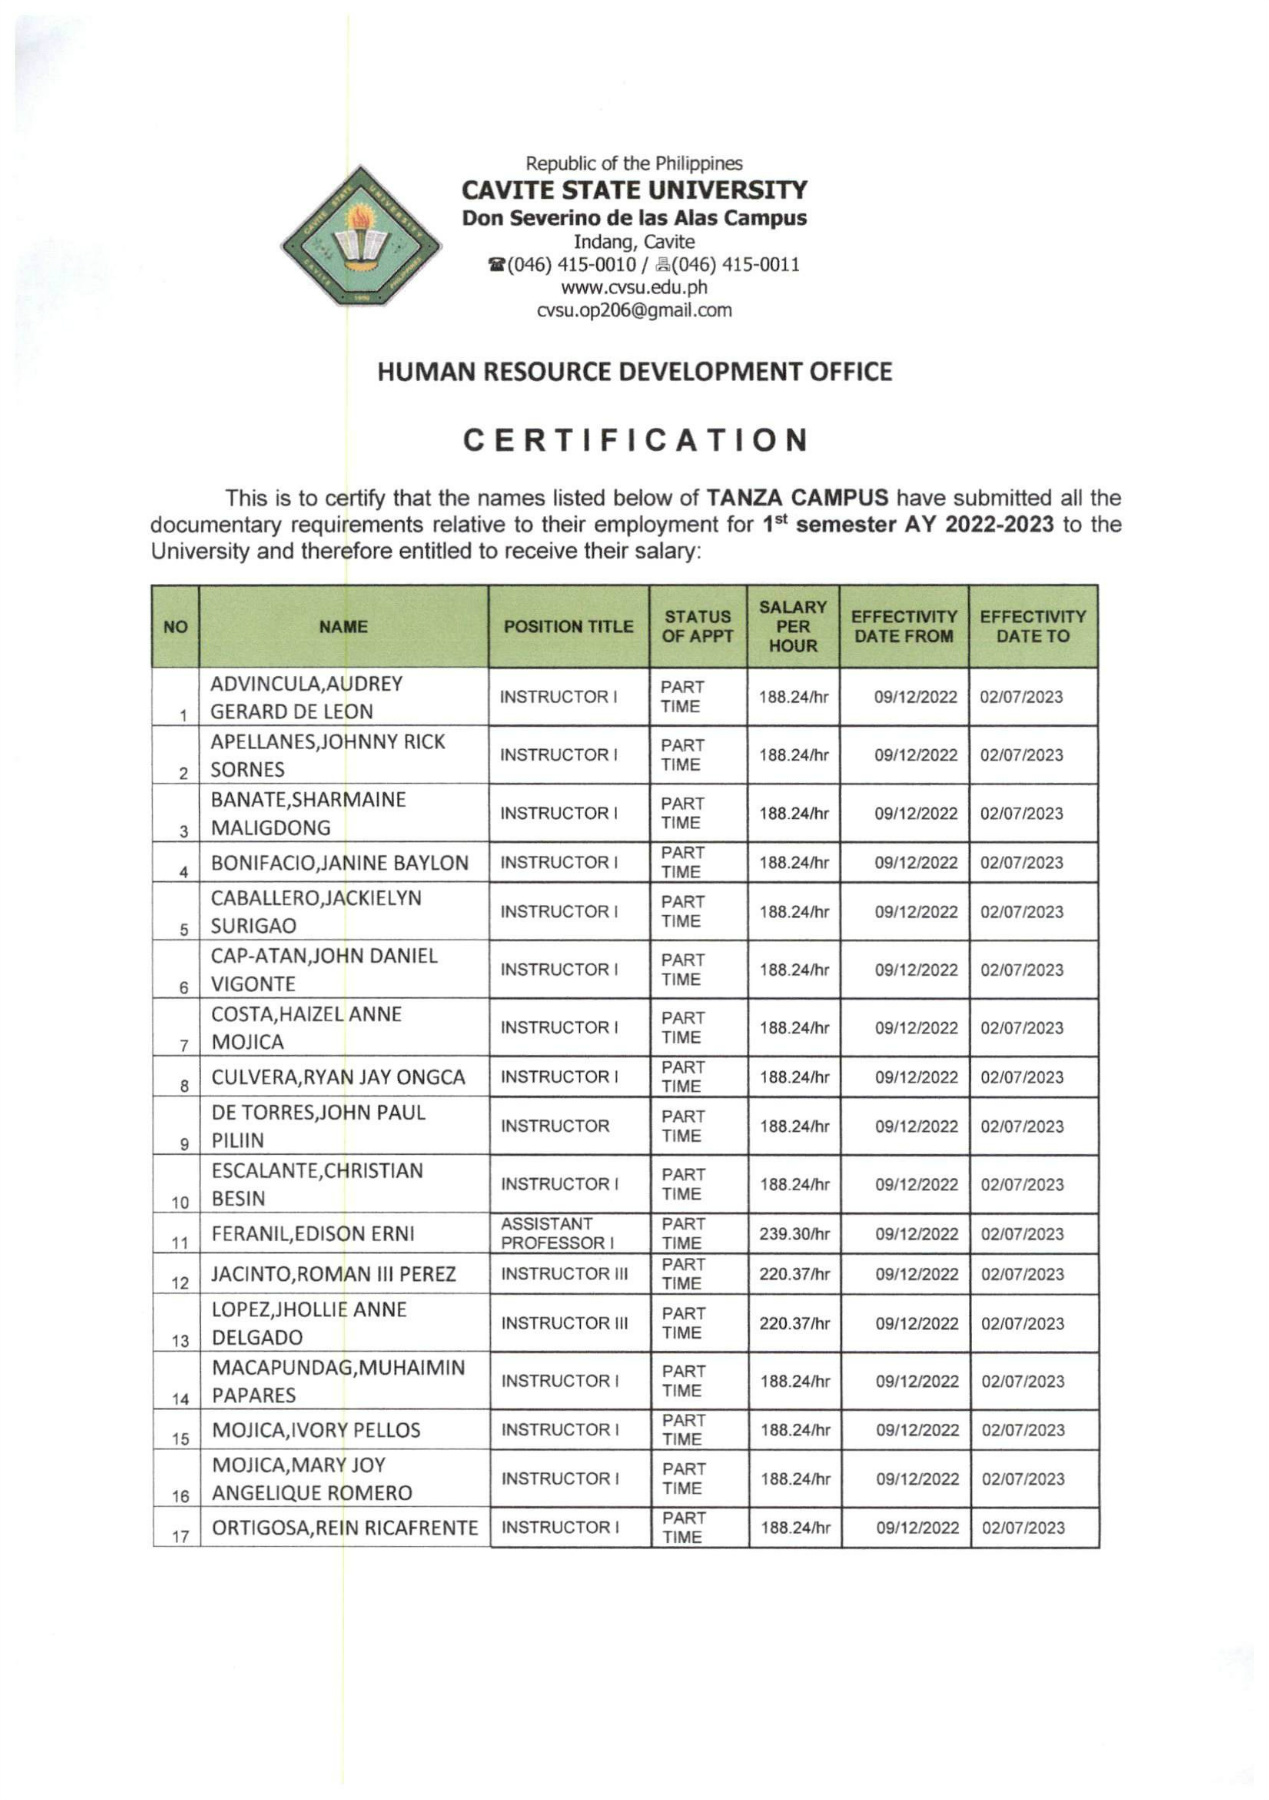 Republic of the Philippines
CAVITE STATE UNIVERSITY
Don Severino de las Alas Campus
Indang, Cavite
☎(046) 415-0010 / (046) 415-0011
www.cvsu.edu.ph
cvsu.op206@gmail.com
CAVITE STATE UNIVERSITY
CAVITE PHILIPPINES
HUMAN RESOURCE DEVELOPMENT OFFICE
CERTIFICATION
This is to certify that the names listed below of TANZA CAMPUS have submitted all the
documentary requirements relative to their employment for 1st semester AY 2022-2023 to the
University and therefore entitled to receive their salary:
NO NAME POSITION TITLE STATUS OF APPT SALARY PER HOUR EFFECTIVITY DATE FROM EFFECTIVITY DATE TO
1 ADVINCULA,AUDREY GERARD DE LEON INSTRUCTOR I PART TIME 188.24/hr 09/12/2022 02/07/2023
2 APELLANES,JOHNNY RICK SORNES INSTRUCTOR I PART TIME 188.24/hr 09/12/2022 02/07/2023
3 BANATE,SHARMAINE MALIGDONG INSTRUCTOR I PART TIME 188.24/hr 09/12/2022 02/07/2023
4 BONIFACIO,JANINE BAYLON INSTRUCTOR I PART TIME 188.24/hr 09/12/2022 02/07/2023
5 CABALLERO,JACKIELYN SURIGAO INSTRUCTOR I PART TIME 188.24/hr 09/12/2022 02/07/2023
6 CAP-ATAN,JOHN DANIEL VIGONTE INSTRUCTOR I PART TIME 188.24/hr 09/12/2022 02/07/2023
7 COSTA,HAIZEL ANNE MOJICA INSTRUCTOR I PART TIME 188.24/hr 09/12/2022 02/07/2023
8 CULVERA,RYAN JAY ONGCA INSTRUCTOR I PART TIME 188.24/hr 09/12/2022 02/07/2023
9 DE TORRES,JOHN PAUL PILIIN INSTRUCTOR PART TIME 188.24/hr 09/12/2022 02/07/2023
10 ESCALANTE,CHRISTIAN BESIN INSTRUCTOR I PART TIME 188.24/hr 09/12/2022 02/07/2023
11 FERANIL,EDISON ERNI ASSISTANT PROFESSOR I PART TIME 239.30/hr 09/12/2022 02/07/2023
12 JACINTO,ROMAN III PEREZ INSTRUCTOR III PART TIME 220.37/hr 09/12/2022 02/07/2023
13 LOPEZ,JHOLLIE ANNE DELGADO INSTRUCTOR III PART TIME 220.37/hr 09/12/2022 02/07/2023
14 MACAPUNDAG,MUHAIMIN PAPARES INSTRUCTOR I PART TIME 188.24/hr 09/12/2022 02/07/2023
15 MOJICA,IVORY PELLOS INSTRUCTOR I PART TIME 188.24/hr 09/12/2022 02/07/2023
16 MOJICA,MARY JOY ANGELIQUE ROMERO INSTRUCTOR I PART TIME 188.24/hr 09/12/2022 02/07/2023
17 ORTIGOSA,REIN RICAFRENTE INSTRUCTOR I PART TIME 188.24/hr 09/12/2022 02/07/2023